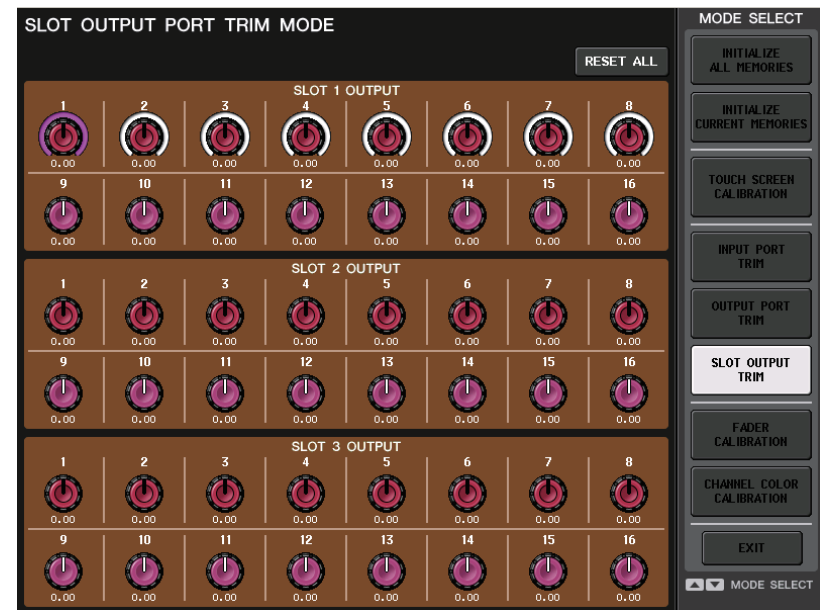 SLOT OUTPUT PORT TRIM MODE
RESET ALL
SLOT 1 OUTPUT
1 2 3 4 5 6 7 8
0.00 0.00 0.00 0.00 0.00 0.00 0.00 0.00
9 10 11 12 13 14 15 16
0.00 0.00 0.00 0.00 0.00 0.00 0.00 0.00
SLOT 2 OUTPUT
1 2 3 4 5 6 7 8
0.00 0.00 0.00 0.00 0.00 0.00 0.00 0.00
9 10 11 12 13 14 15 16
0.00 0.00 0.00 0.00 0.00 0.00 0.00 0.00
SLOT 3 OUTPUT
1 2 3 4 5 6 7 8
0.00 0.00 0.00 0.00 0.00 0.00 0.00 0.00
9 10 11 12 13 14 15 16
0.00 0.00 0.00 0.00 0.00 0.00 0.00 0.00
MODE SELECT
INITIALIZE
ALL MEMORIES
INITIALIZE
CURRENT MEMORIES
TOUCH SCREEN
CALIBRATION
INPUT PORT
TRIM
OUTPUT PORT
TRIM
SLOT OUTPUT
TRIM
FADER
CALIBRATION
CHANNEL COLOR
CALIBRATION
EXIT
MODE SELECT